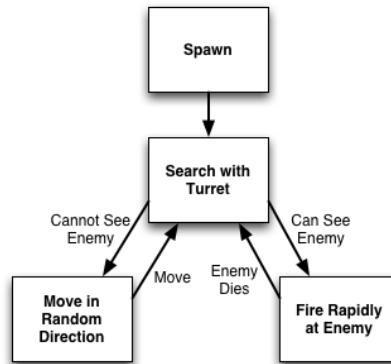 Spawn
Search with
Turret
Cannot See
Enemy
Can See
Enemy
Move
Enemy
Dies
Move in
Random
Direction
Fire Rapidly
at Enemy